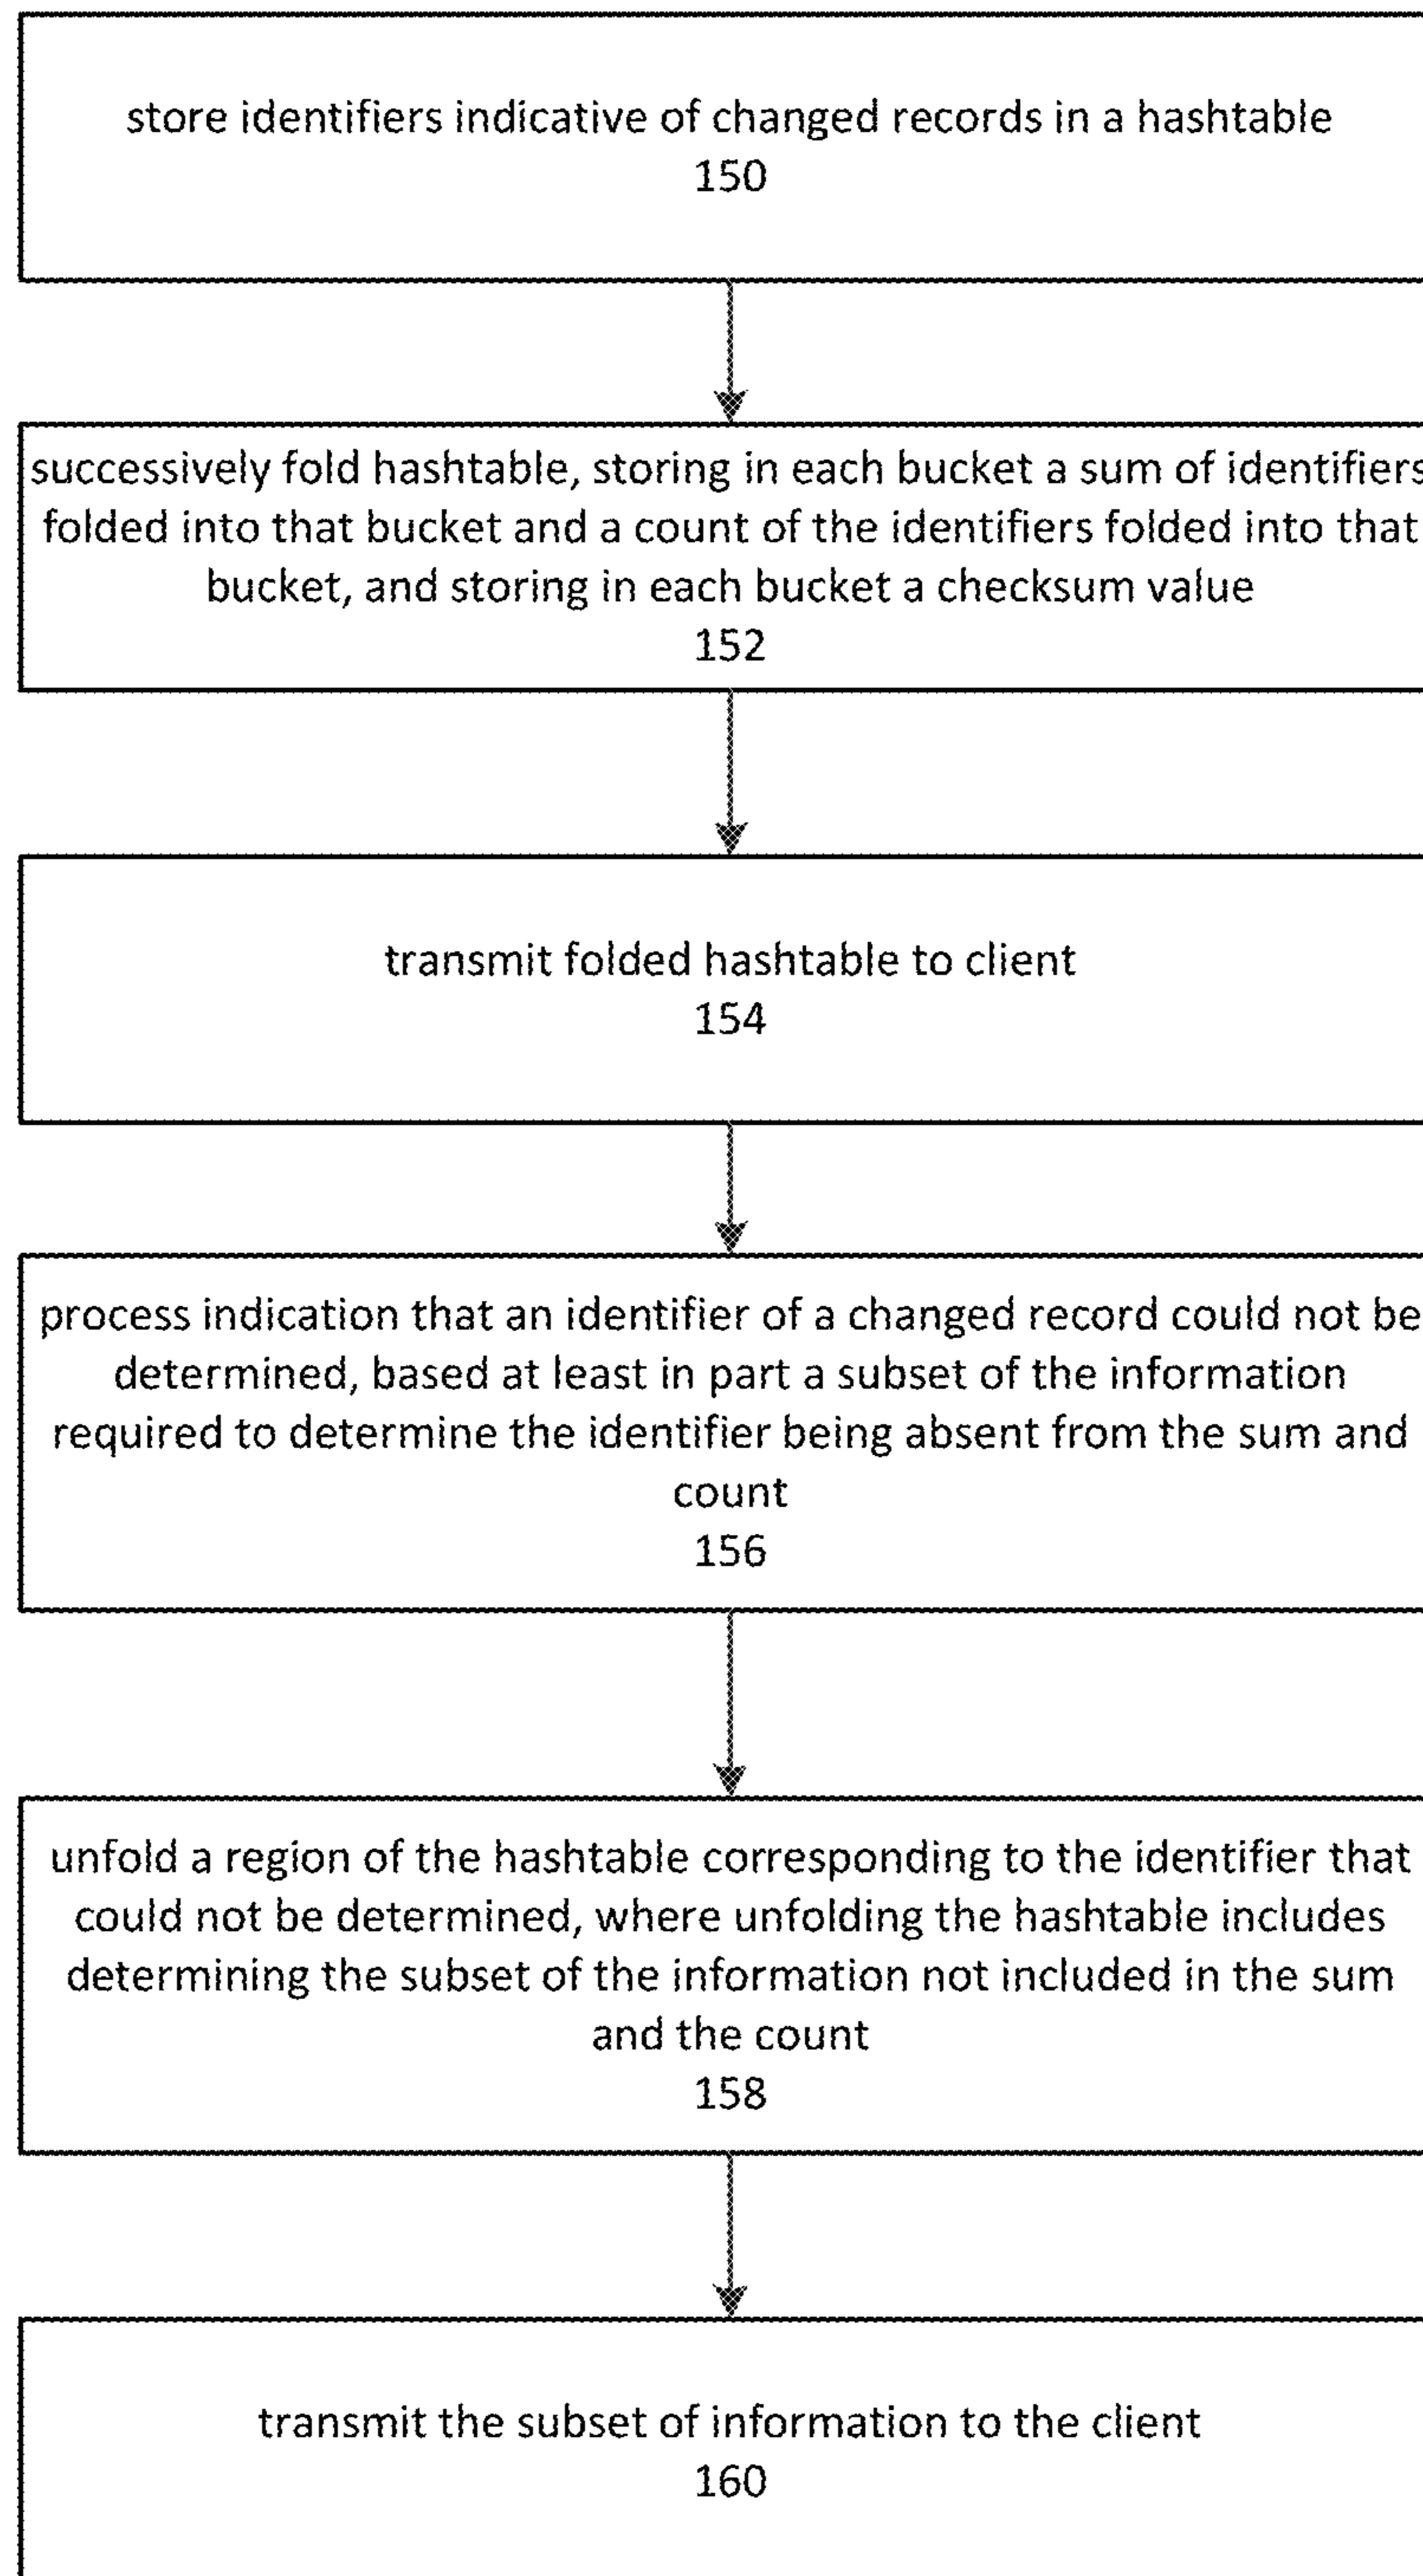 store identifiers indicative of changed records in a hashtable
150
successively fold hashtable, storing in each bucket a sum of identifiers
folded into that bucket and a count of the identifiers folded into that
bucket, and storing in each bucket a checksum value
152
transmit folded hashtable to client
154
process indication that an identifier of a changed record could not be
determined, based at least in part a subset of the information
required to determine the identifier being absent from the sum and
count
156
unfold a region of the hashtable corresponding to the identifier that
could not be determined, where unfolding the hashtable includes
determining the subset of the information not included in the sum
and the count
158
transmit the subset of information to the client
160